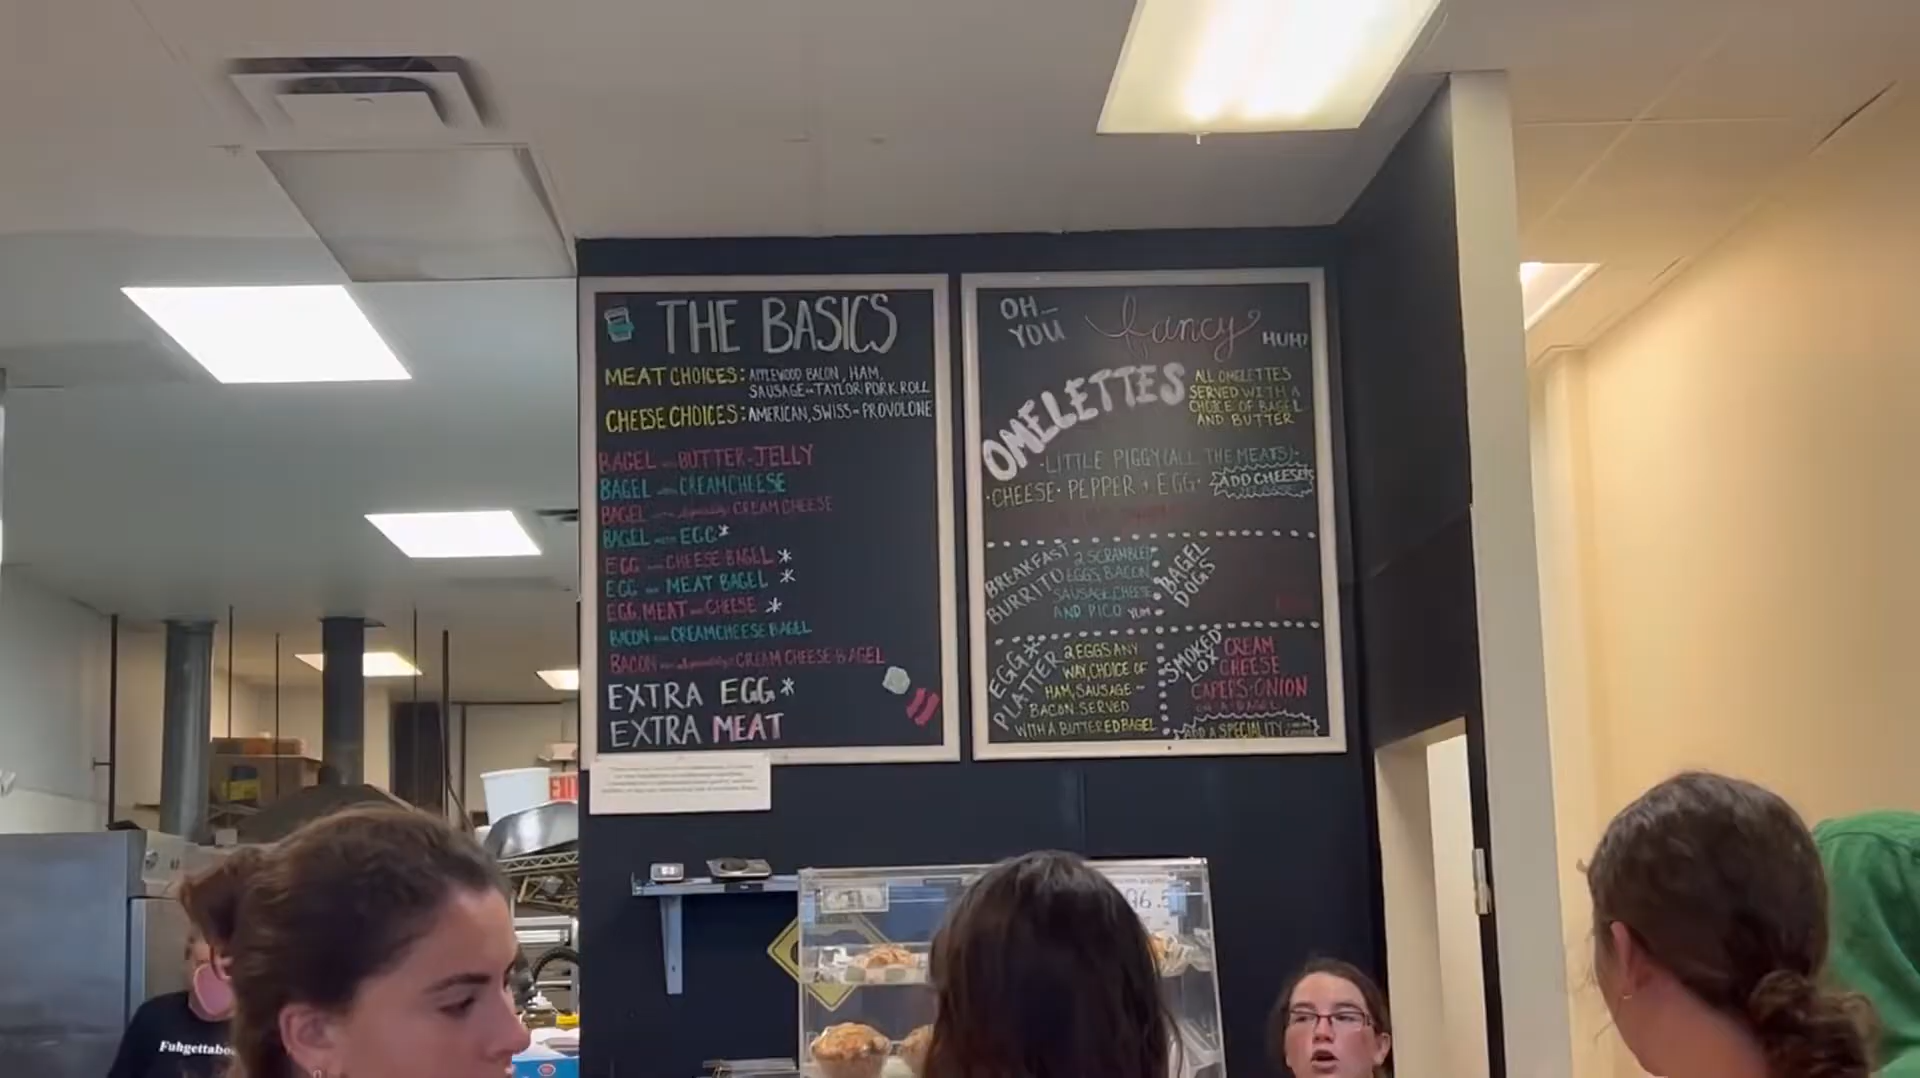 THE BASICS
MEAT CHOICES: APPLEWOOD BACON, HAM,
SAUSAGE TAYLOR PORK ROLL
CHEESE CHOICES: AMERICAN, SWISS PROVOLONE
BAGEL BUTTER JELLY
BAGEL CREAMCHEESE
BAGEL CREAM CHEESE
BAGEL WITH EGG*
EGG CHEESE BAGEL *
EGG MEAT BAGEL *
EGG MEAT CHEESE *
BACON CREAMCHEESE BAGEL
BACON CREAM CHEESE BAGEL
EXTRA EGG*
EXTRA MEAT
OH...
YOU
fancy
HUH?
OMELETTES
ALL OMELETTES
SERVED WITH A
CHOICE OF BAGEL
AND BUTTER
·LITTLE PIGGY (ALL THE MEATS)·
·CHEESE· PEPPER + EGG·
ADD CHEESE
BREAKFAST
BURRITO
2 SCRAMBLED
EGGS, BACON
SAUSAGE, CHEESE
AND PICO YUM
BAGEL
DOGS
EGG*
PLATTER
2 EGGS ANY
WAY, CHOICE OF
HAM, SAUSAGE
BACON. SERVED
WITH A BUTTERED BAGEL
SMOKED
LOX
CREAM
CHEESE
CAPERS·ONION
ON A BAGEL
ADD A SPECIALITY
Fuhgettabo